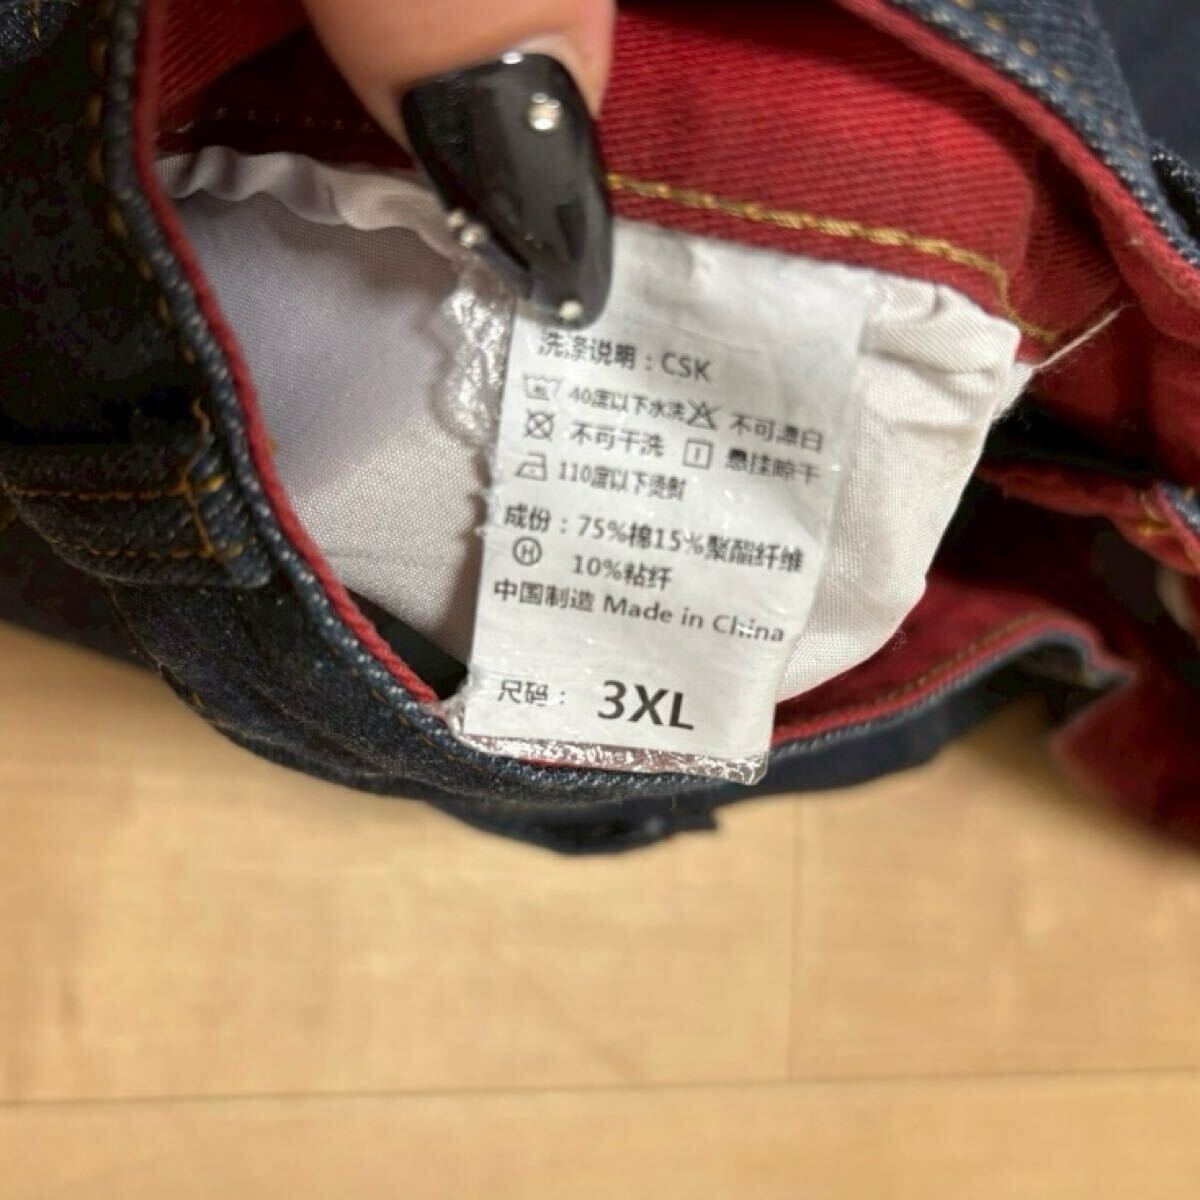 洗涤说明：CSK
40度以下水洗 不可漂白
不可干洗 悬挂晾干
110度以下烫熨
成份：75%棉15%聚酯纤维
H 10%粘纤
中国制造 Made in China
尺码： 3XL